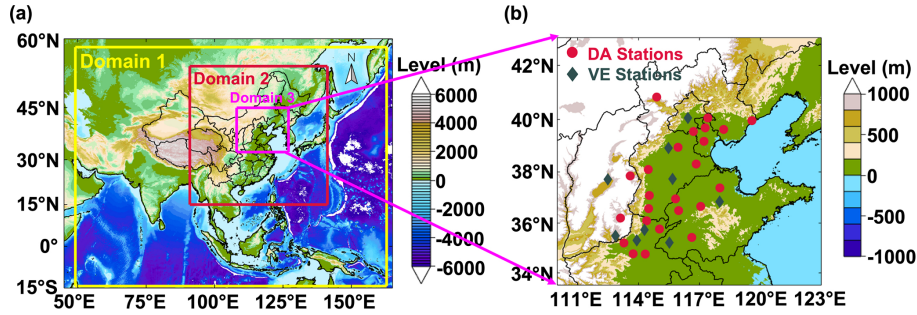 (a)
60°N
45°N
30°N
15°N
0°
15°S
50°E
75°E
100°E
125°E
150°E
Domain 1
Domain 2
Domain 3
N
Level (m)
6000
4000
2000
0
-2000
-4000
-6000
(b)
DA Stations
VE Stations
42°N
40°N
38°N
36°N
34°N
111°E
114°E
117°E
120°E
123°E
Level (m)
1000
500
0
-500
-1000